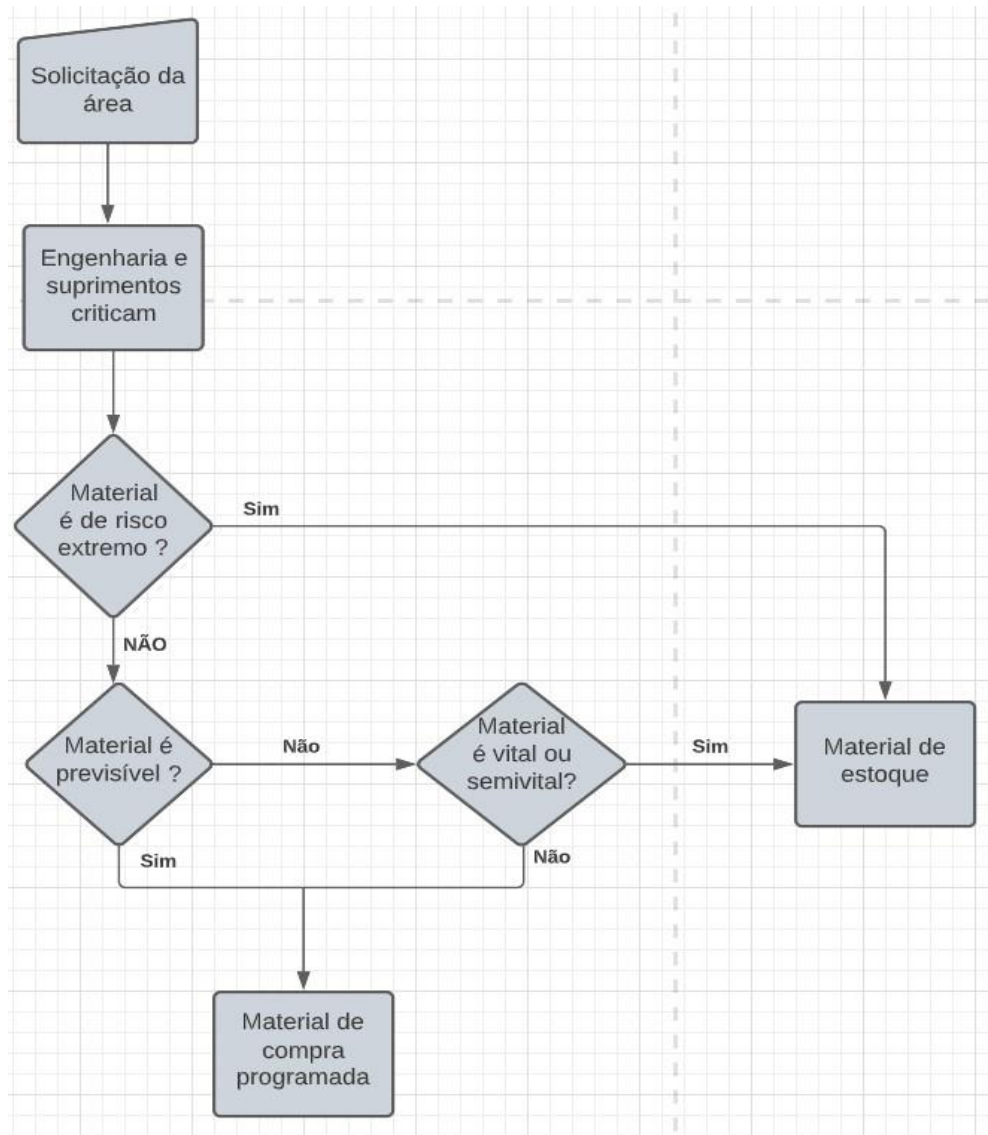 Solicitação da
área
Engenharia e
suprimentos
criticam
Material
é de risco
extremo ?
Sim
NÃO
Material é
previsível ?
Não
Material
é vital ou
semivital?
Sim
Material de
estoque
Sim
Não
Material de
compra
programada